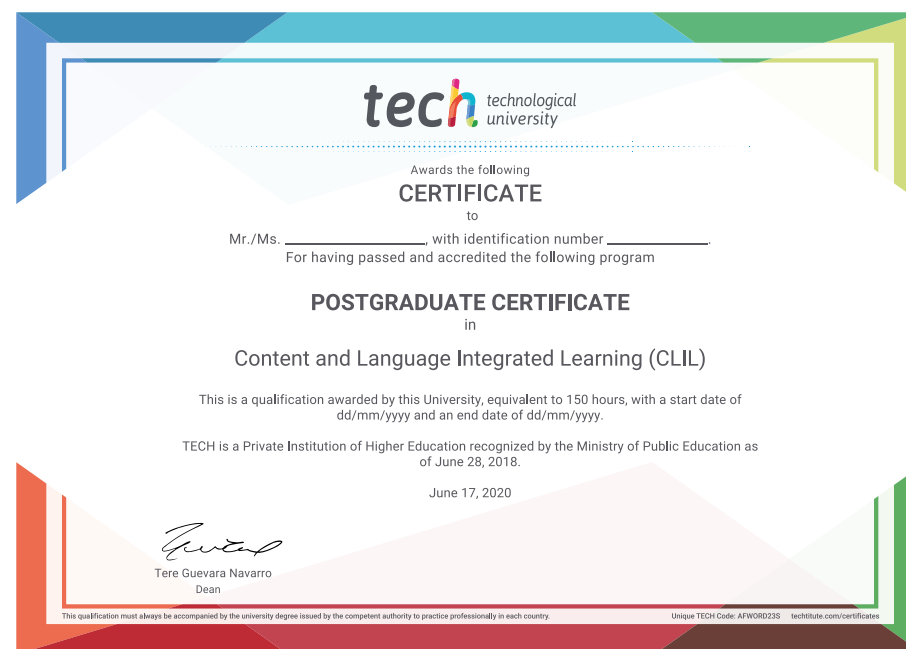 tech technological
university
Awards the following
CERTIFICATE
to
Mr./Ms. ____________________, with identification number ______________.
For having passed and accredited the following program
POSTGRADUATE CERTIFICATE
in
Content and Language Integrated Learning (CLIL)
This is a qualification awarded by this University, equivalent to 150 hours, with a start date of
dd/mm/yyyy and an end date of dd/mm/yyyy.
TECH is a Private Institution of Higher Education recognized by the Ministry of Public Education as
of June 28, 2018.
June 17, 2020
Tere Guevara Navarro
Dean
This qualification must always be accompanied by the university degree issued by the competent authority to practice professionally in each country.
Unique TECH Code: AFWORD23S techtitute.com/certificates